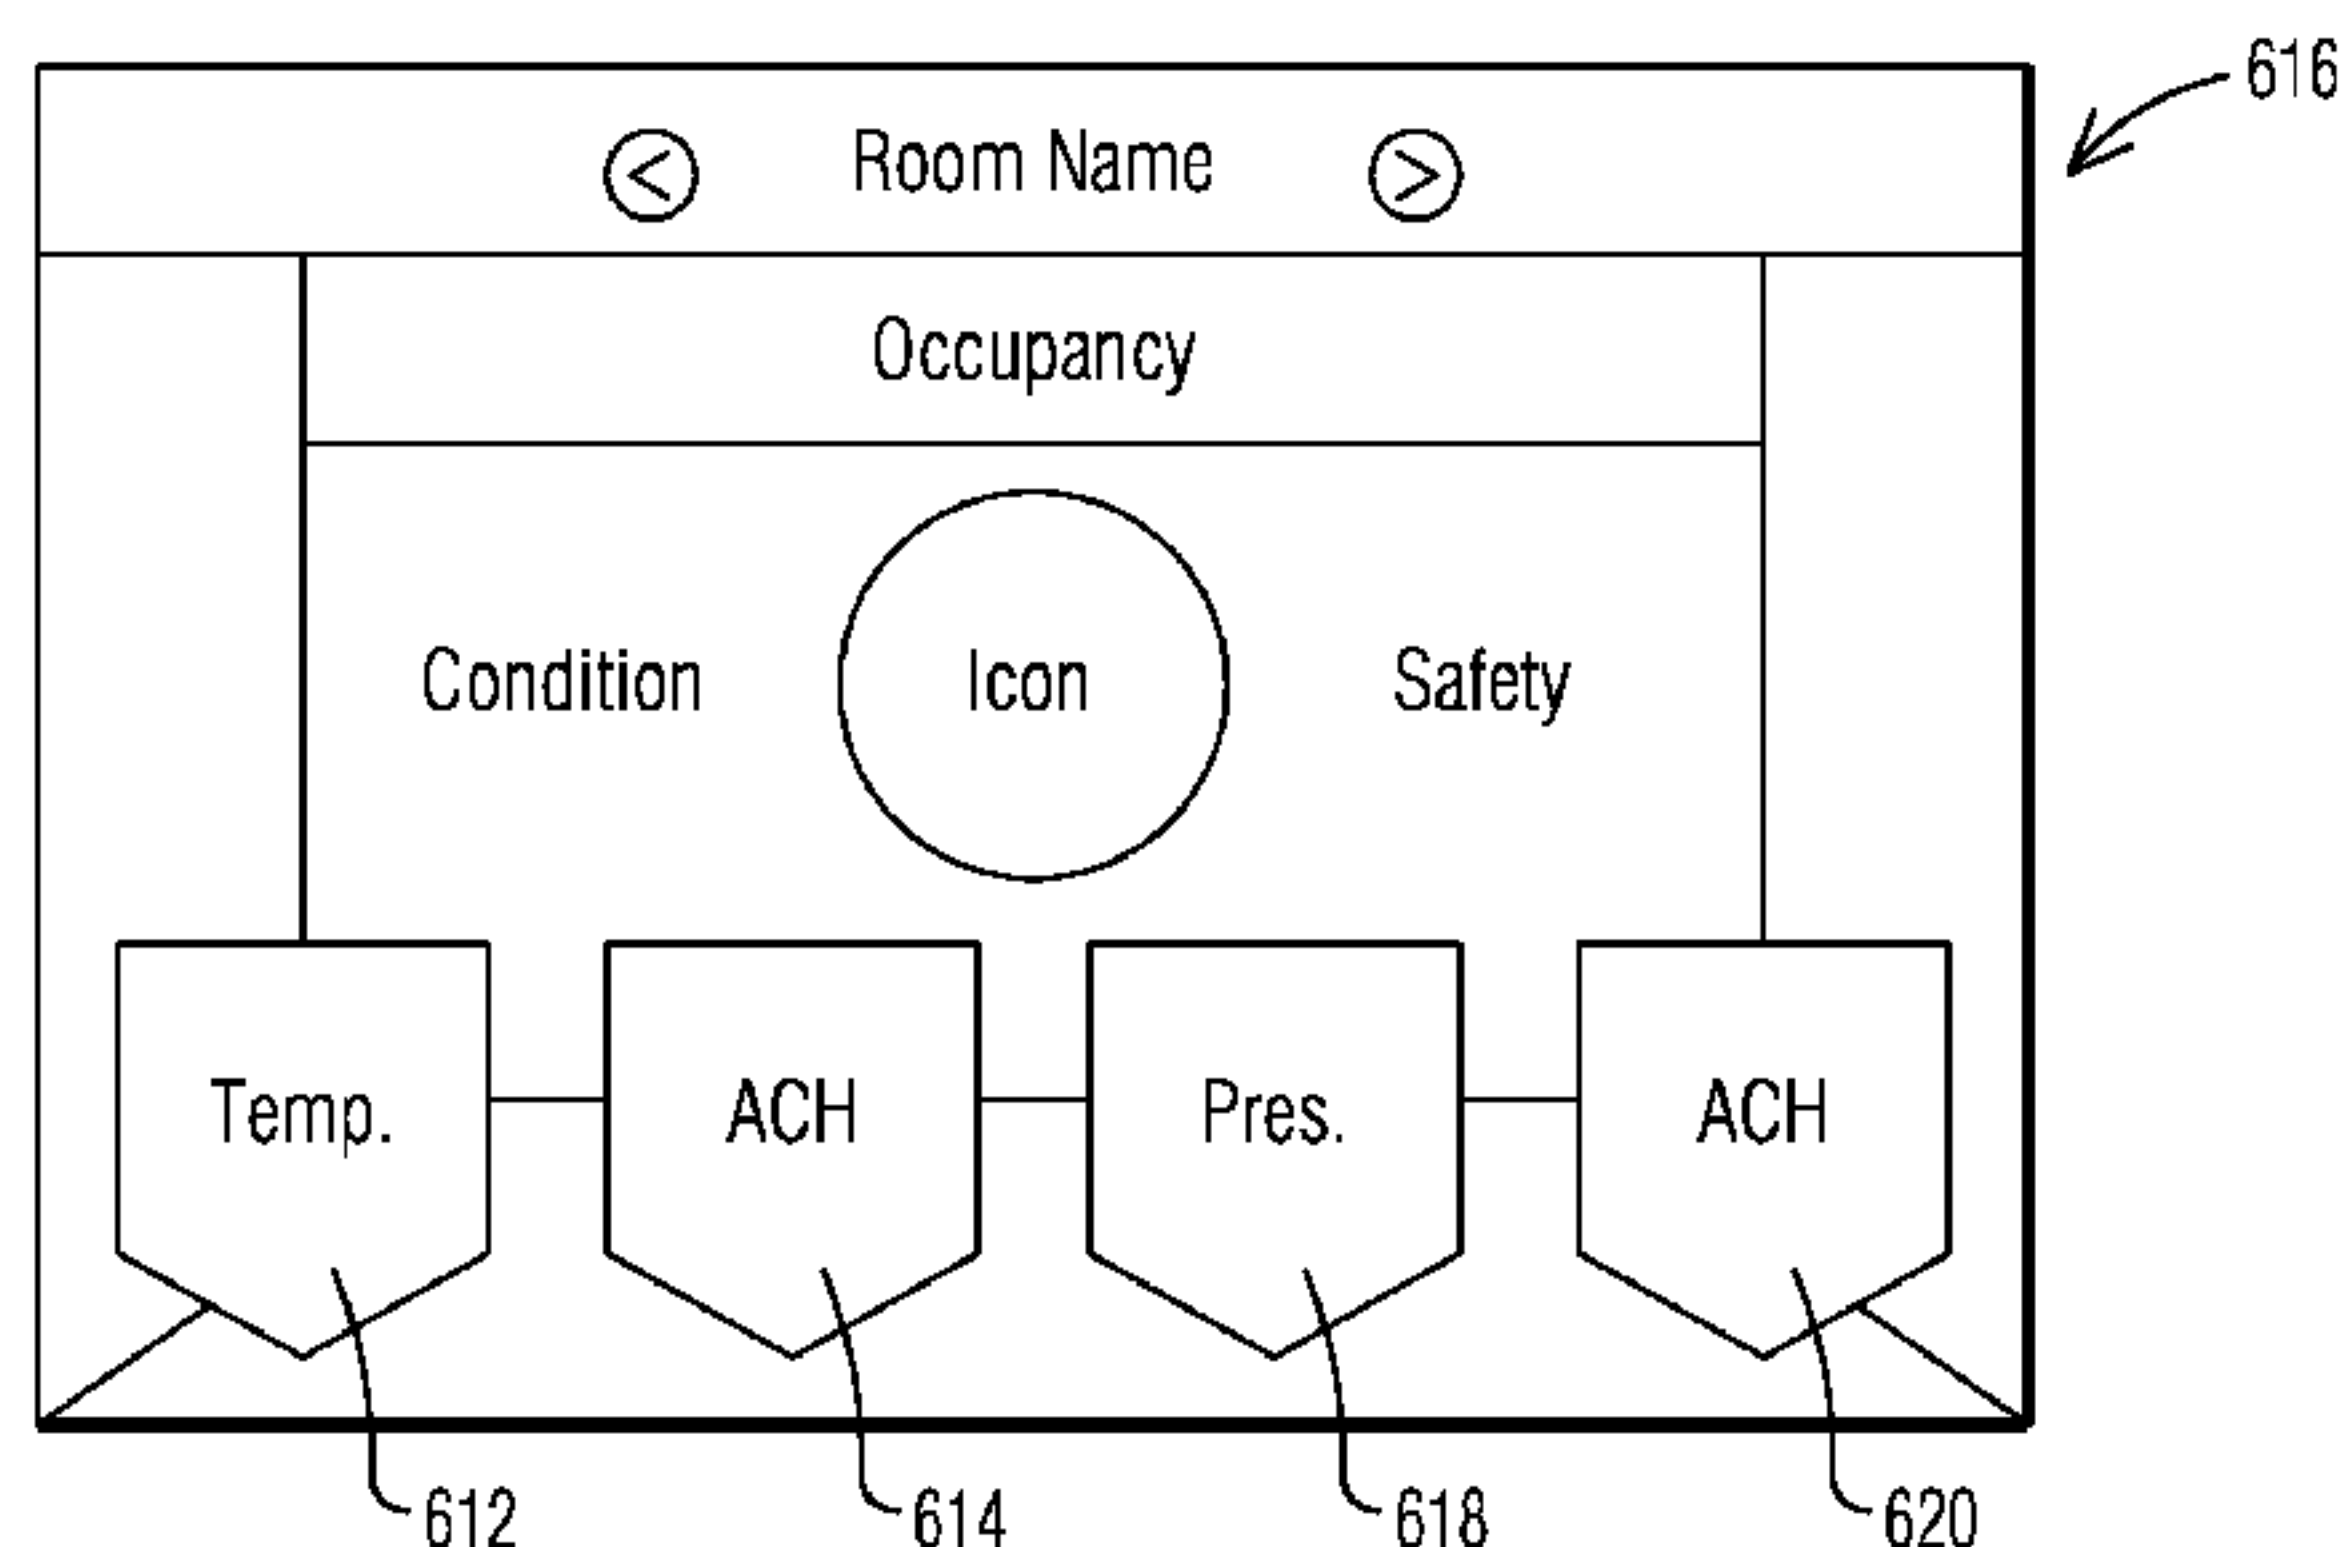 616
< Room Name >
Occupancy
Condition Icon Safety
Temp. ACH Pres. ACH
612 614 618 620